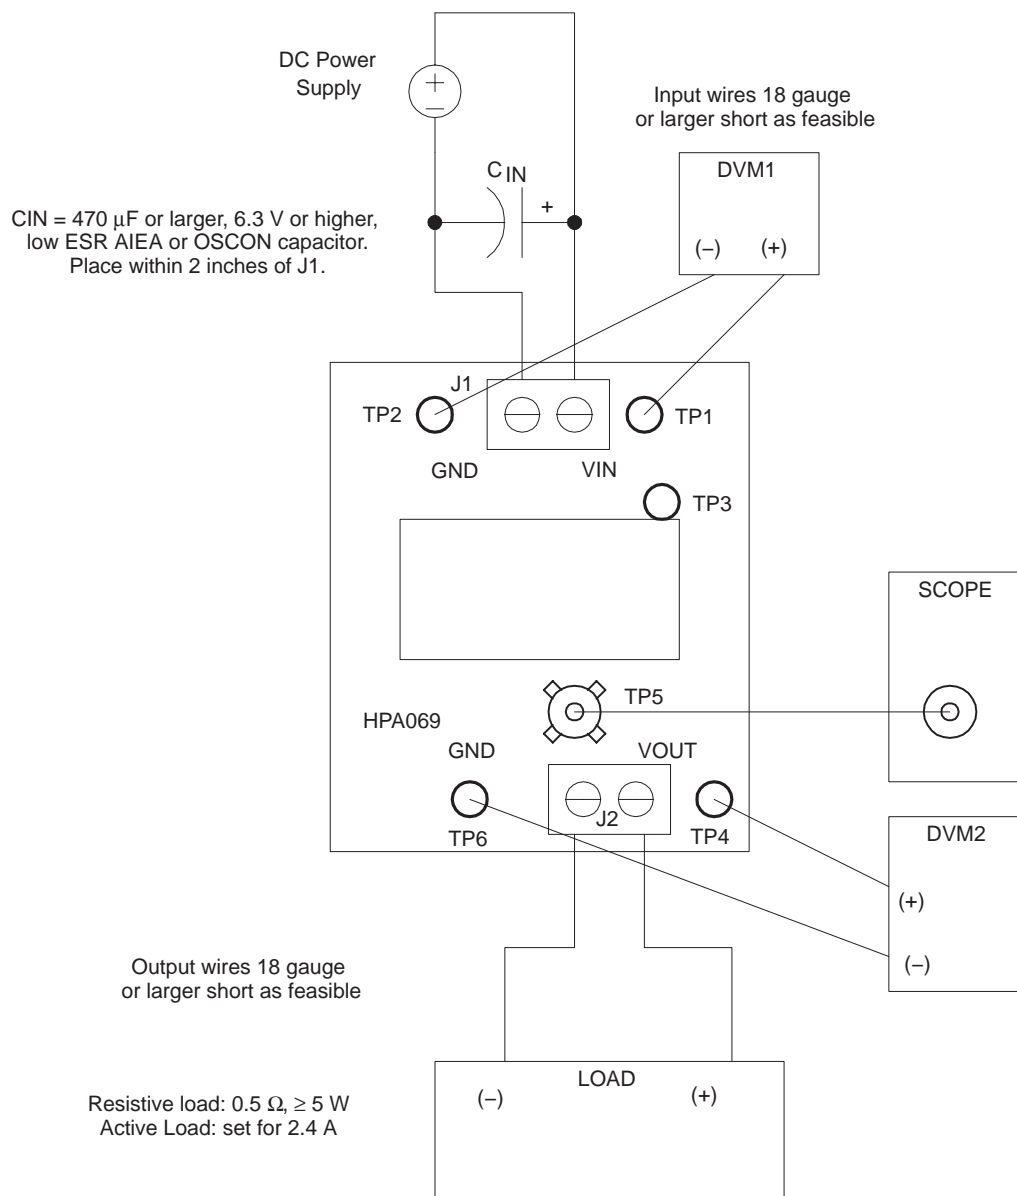 DC Power
Supply
Input wires 18 gauge
or larger short as feasible
DVM1
(−) (+)
CIN
+
CIN = 470 μF or larger, 6.3 V or higher,
low ESR AIEA or OSCON capacitor.
Place within 2 inches of J1.
+
−
J1
TP2
TP1
GND
VIN
TP3
SCOPE
TP5
HPA069
GND
VOUT
J2
TP6
TP4
DVM2
(+)
(−)
Output wires 18 gauge
or larger short as feasible
LOAD
(−) (+)
Resistive load: 0.5 Ω, ≥ 5 W
Active Load: set for 2.4 A